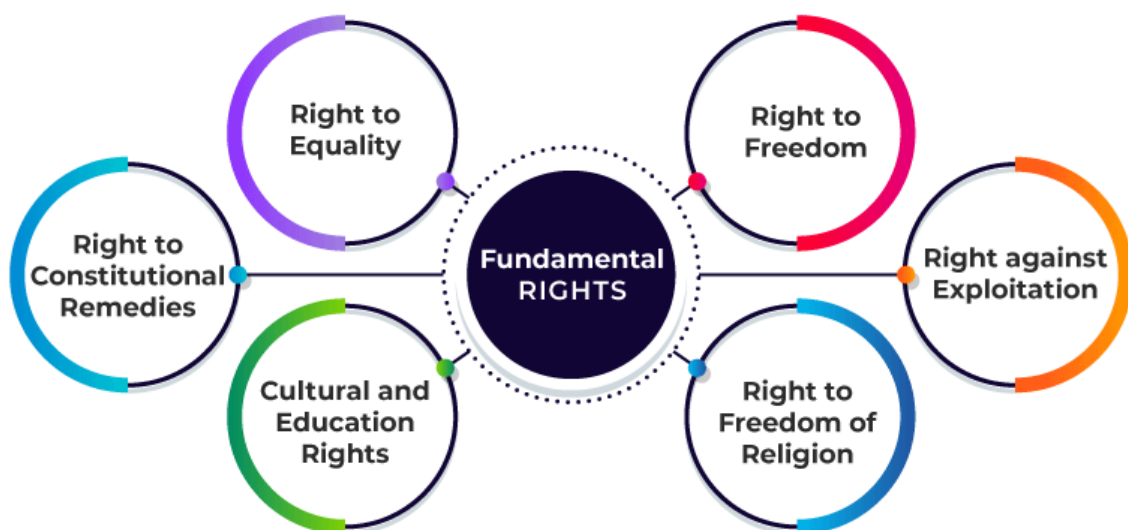 Right to
Equality
Right to
Freedom
Right to
Constitutional
Remedies
Fundamental
RIGHTS
Right against
Exploitation
Cultural and
Education
Rights
Right to
Freedom of
Religion